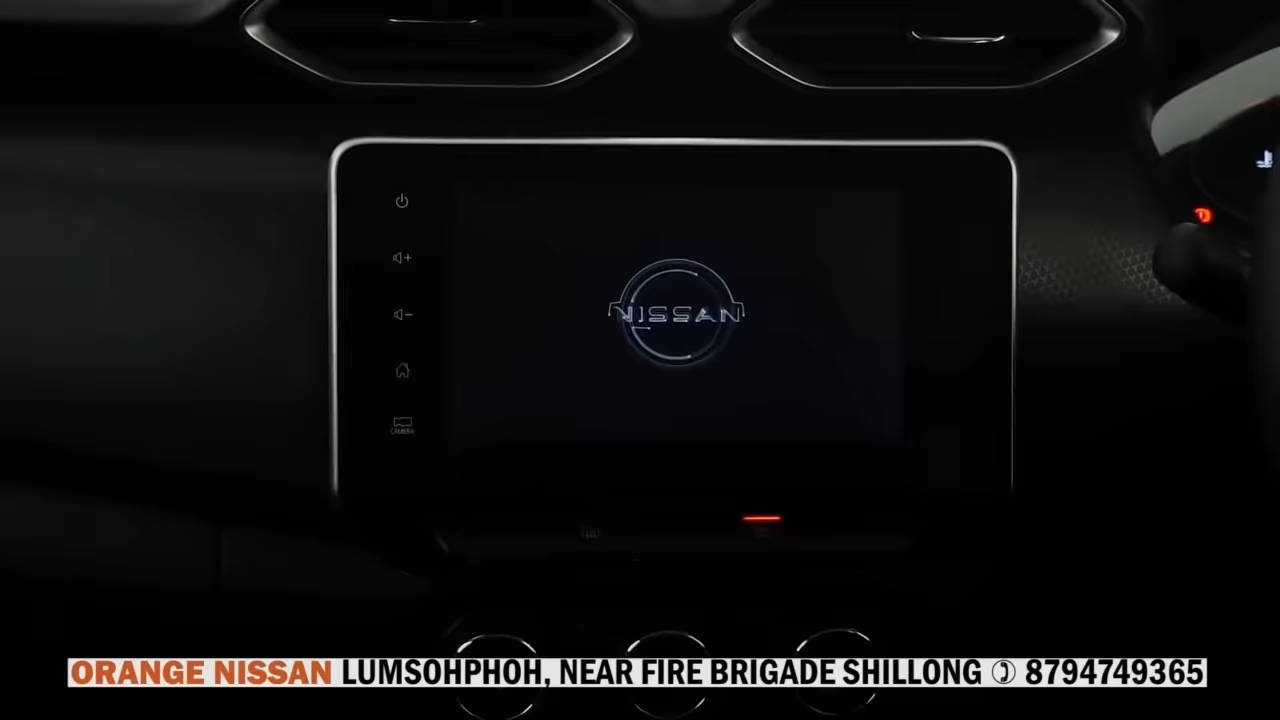 NISSAN
CAMERA
ORANGE NISSAN LUMSOHPHOH, NEAR FIRE BRIGADE SHILLONG ✆ 8794749365